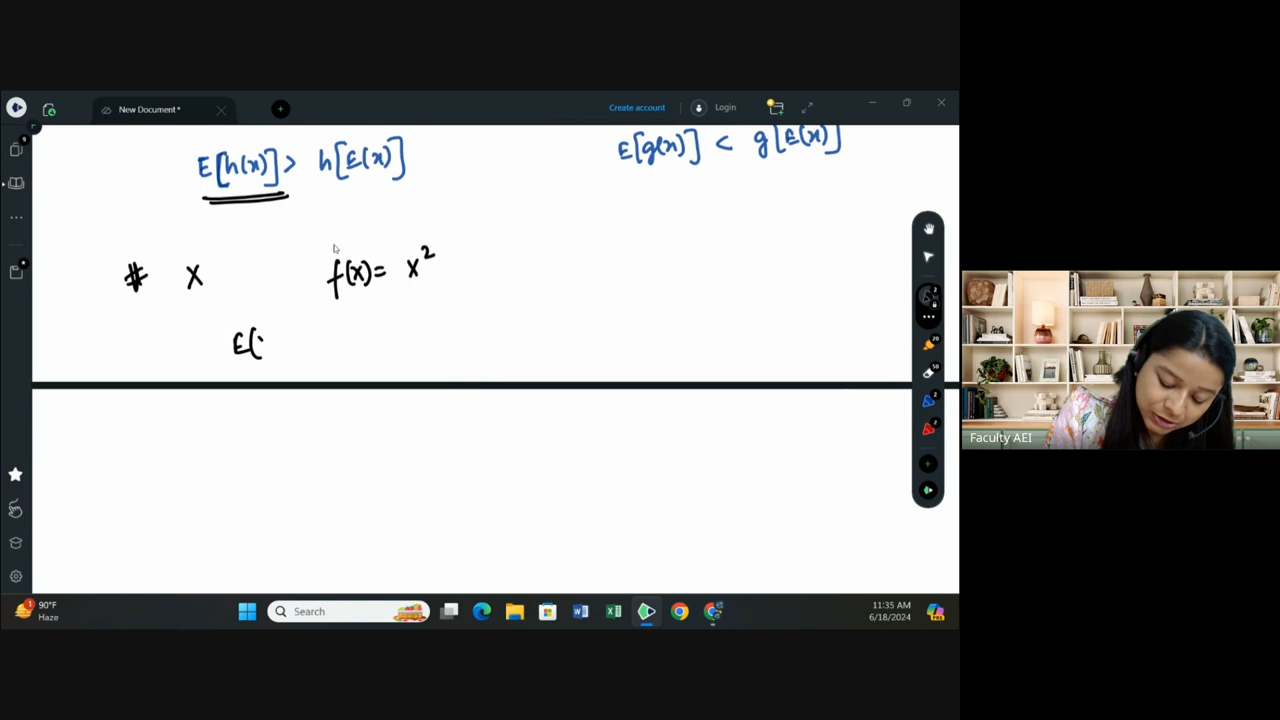 New Document*
Create account
Login
E[h(x)] > h[E(x)]
E[g(x)] < g[E(x)]
# X f(x) = x²
E(
Faculty AEI
90°F
Haze
Search
11:35 AM
6/18/2024